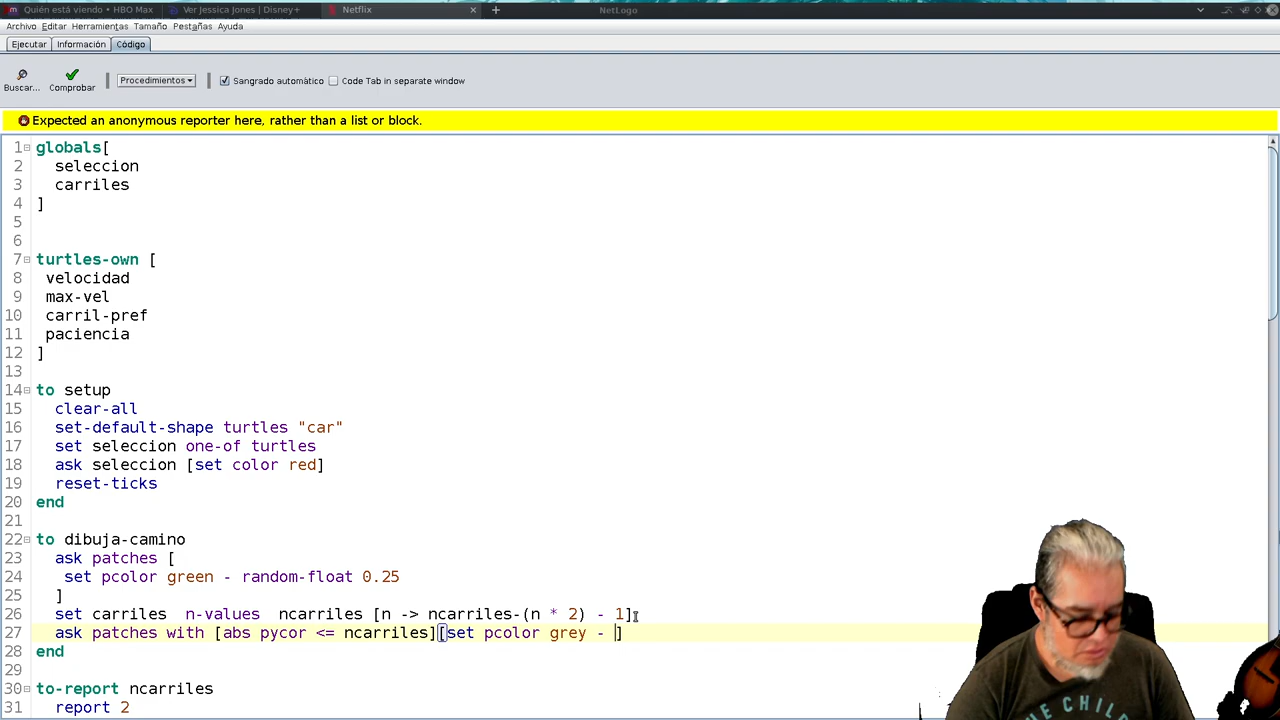 Quién está viendo • HBO Max
Ver Jessica Jones | Disney+
Netflix
NetLogo
Archivo Editar Herramientas Tamaño Pestañas Ayuda
Ejecutar Información Código
Buscar... Comprobar Procedimientos Sangrado automático Code Tab in separate window
Expected an anonymous reporter here, rather than a list or block.
1 globals[
2 seleccion
3 carriles
4 ]
5
6
7 turtles-own [
8 velocidad
9 max-vel
10 carril-pref
11 paciencia
12 ]
13
14 to setup
15 clear-all
16 set-default-shape turtles "car"
17 set seleccion one-of turtles
18 ask seleccion [set color red]
19 reset-ticks
20 end
21
22 to dibuja-camino
23 ask patches [
24 set pcolor green - random-float 0.25
25 ]
26 set carriles n-values ncarriles [n -> ncarriles-(n * 2) - 1]
27 ask patches with [abs pycor <= ncarriles][set pcolor grey - ]
28 end
29
30 to-report ncarriles
31 report 2
THE CHILD